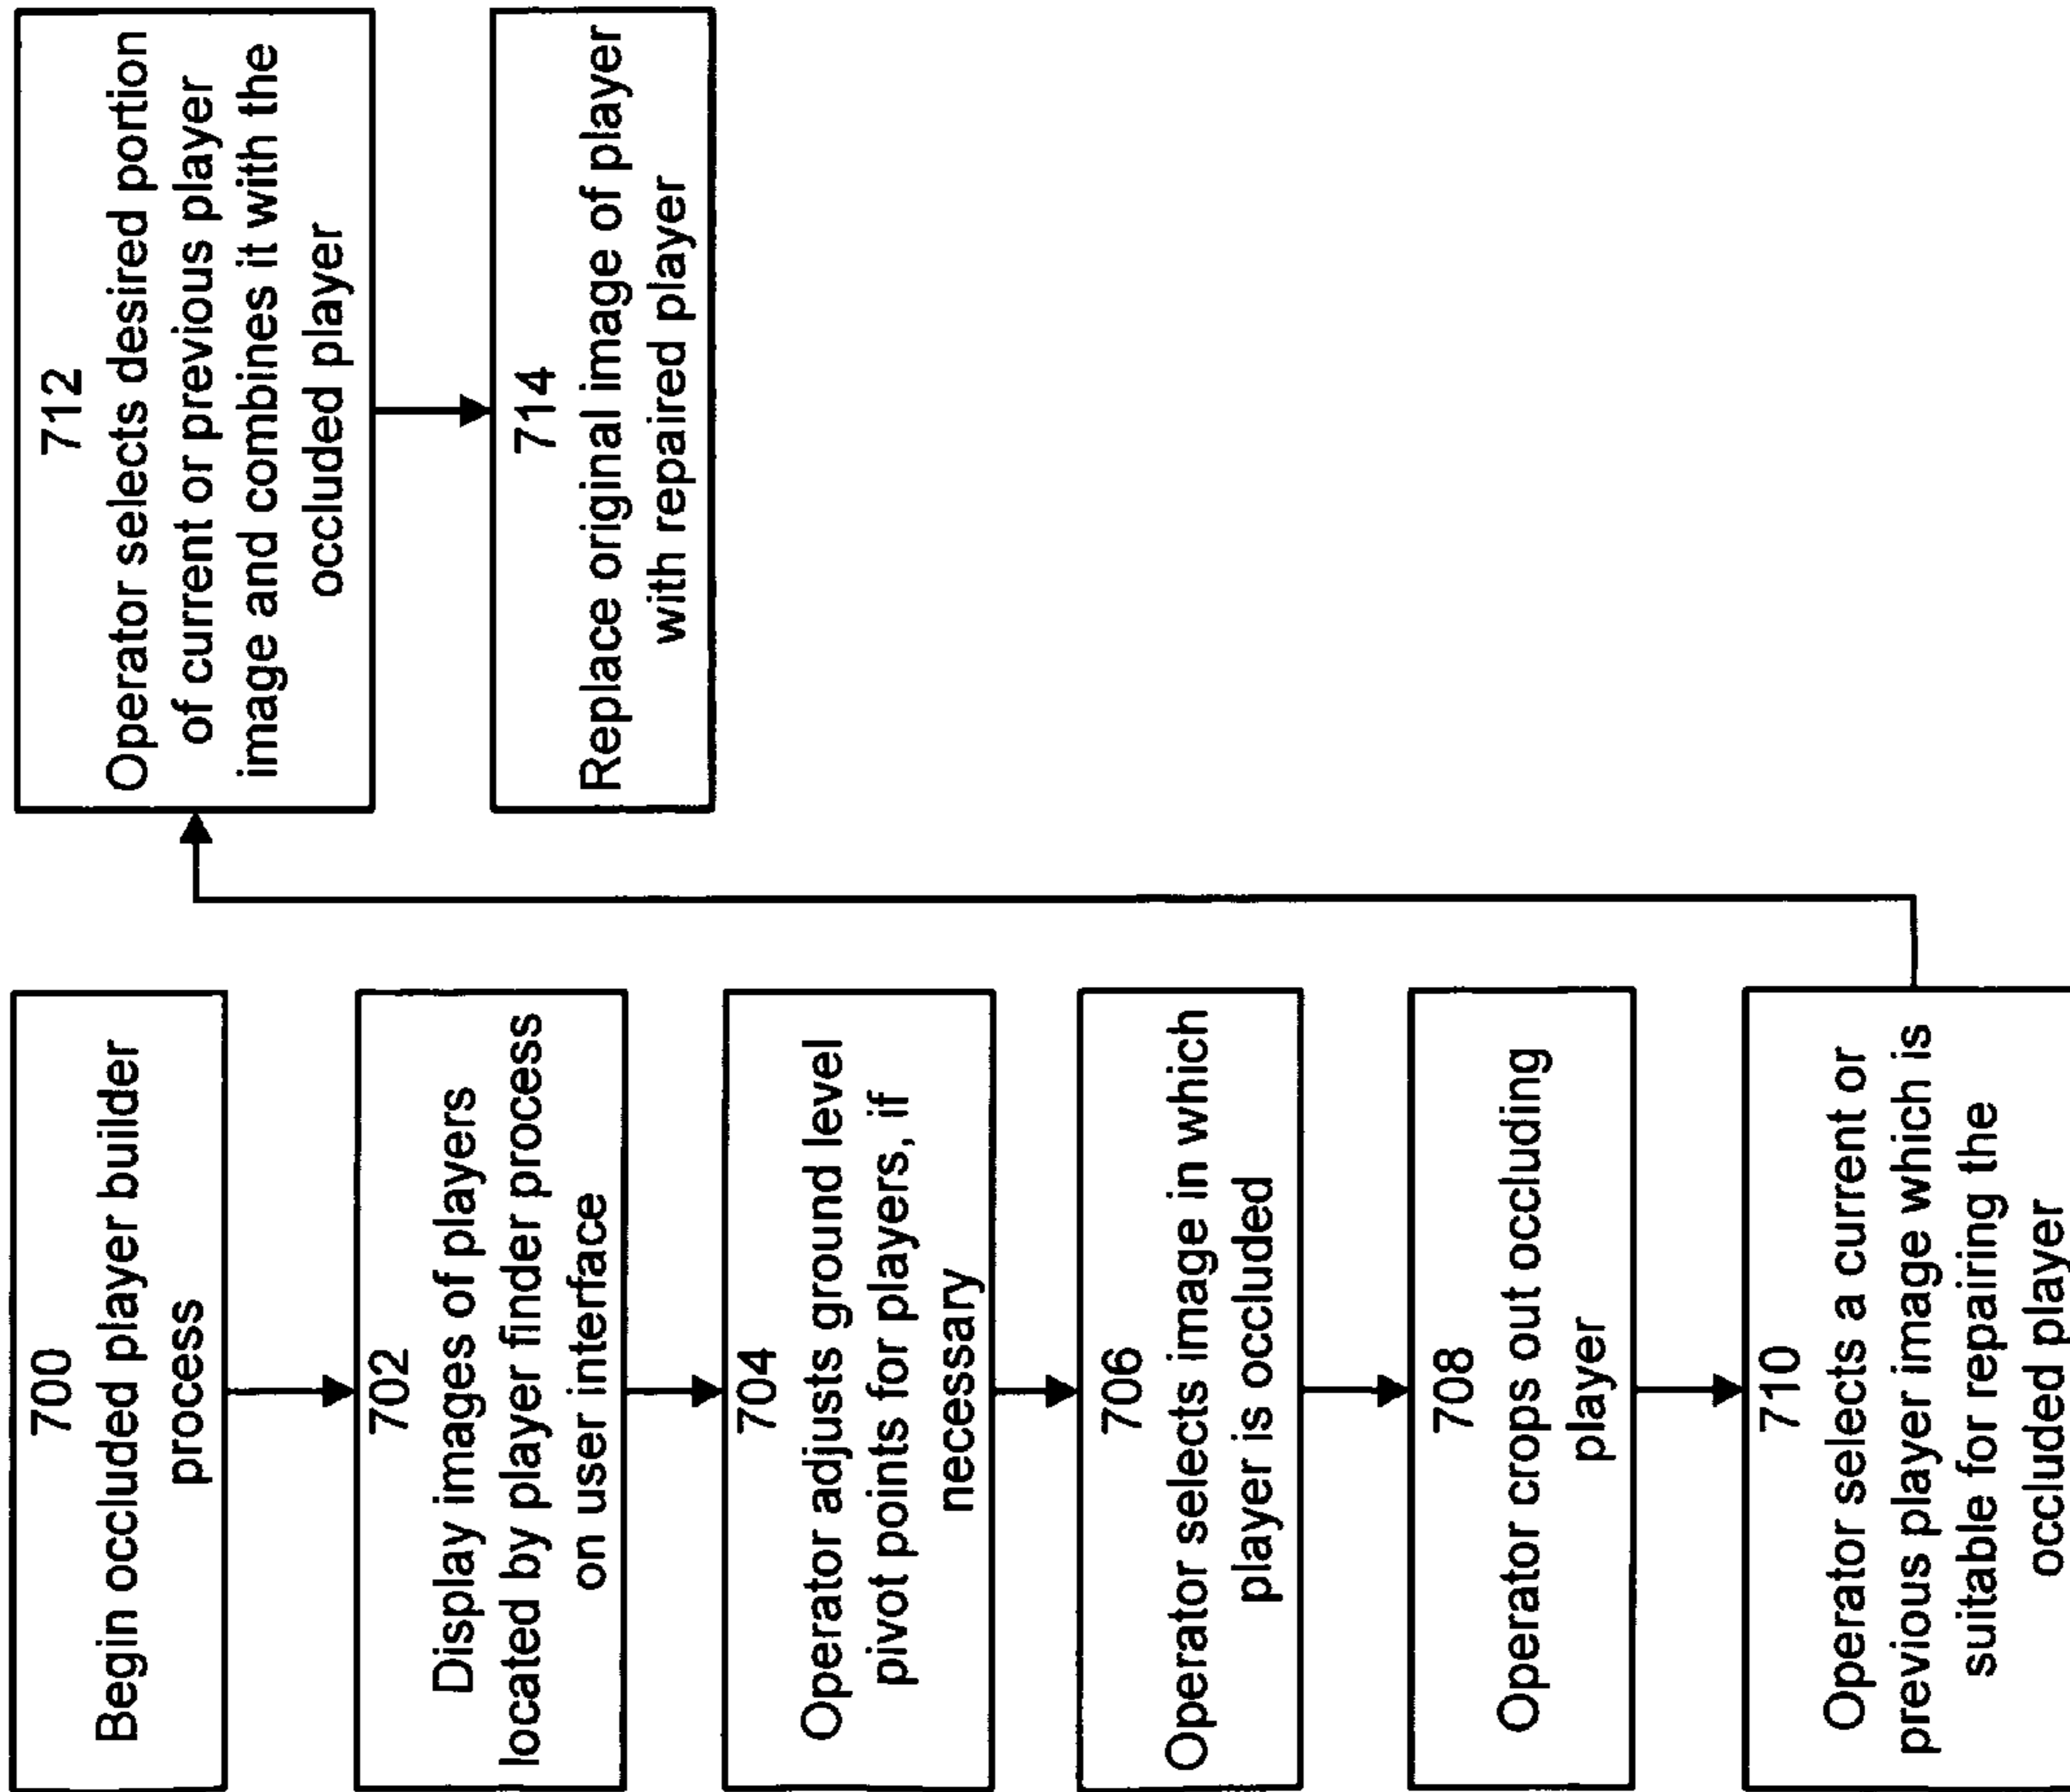 700
Begin occluded player builder
process
702
Display images of players
located by player finder process
on user interface
704
Operator adjusts ground level
pivot points for players, if
necessary
706
Operator selects image in which
player is occluded
708
Operator crops out occluding
player
710
Operator selects a current or
previous player image which is
suitable for repairing the
occluded player
712
Operator selects desired portion
of current or previous player
image and combines it with the
occluded player
714
Replace original image of player
with repaired player